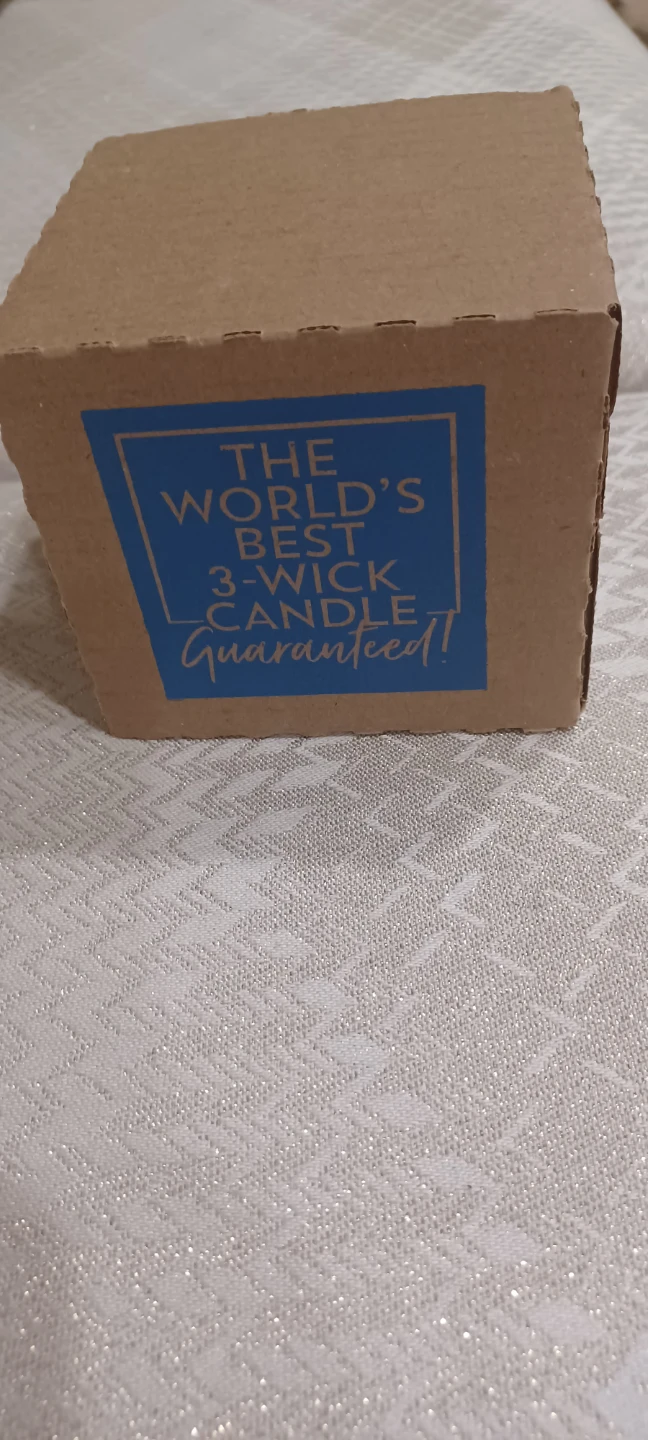 THE
WORLD'S
BEST
3-WICK
CANDLE
Guaranteed!